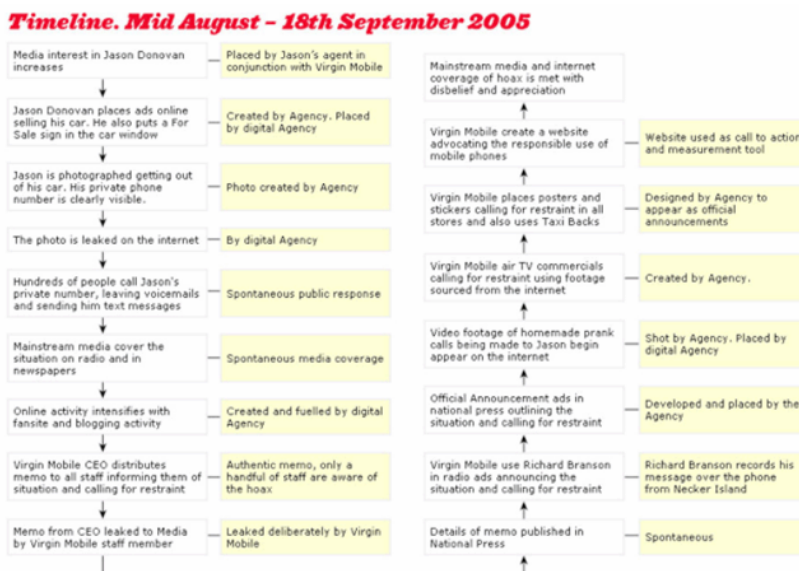 Timeline. Mid August – 18th September 2005
Media interest in Jason Donovan
increases
Placed by Jason's agent in
conjunction with Virgin Mobile
Jason Donovan places ads online
selling his car. He also puts a For
Sale sign in the car window
Created by Agency. Placed
by digital Agency
Jason is photographed getting out
of his car. His private phone
number is clearly visible.
Photo created by Agency
The photo is leaked on the internet
By digital Agency
Hundreds of people call Jason's
private number, leaving voicemails
and sending him text messages
Spontaneous public response
Mainstream media cover the
situation on radio and in
newspapers
Spontaneous media coverage
Online activity intensifies with
fansite and blogging activity
Created and fuelled by digital
Agency
Virgin Mobile CEO distributes
memo to all staff informing them of
situation and calling for restraint
Authentic memo, only a
handful of staff are aware of
the hoax
Memo from CEO leaked to Media
by Virgin Mobile staff member
Leaked deliberately by Virgin
Mobile
Mainstream media and internet
coverage of hoax is met with
disbelief and appreciation
Virgin Mobile create a website
advocating the responsible use of
mobile phones
Website used as call to action
and measurement tool
Virgin Mobile places posters and
stickers calling for restraint in all
stores and also uses Taxi Backs
Designed by Agency to
appear as official
announcements
Virgin Mobile air TV commercials
calling for restraint using footage
sourced from the internet
Created by Agency.
Video footage of homemade prank
calls being made to Jason begin
appear on the internet
Shot by Agency. Placed by
digital Agency
Official Announcement ads in
national press outlining the
situation and calling for restraint
Developed and placed by the
Agency
Virgin Mobile use Richard Branson
in radio ads announcing the
situation and calling for restraint
Richard Branson records his
message over the phone
from Necker Island
Details of memo published in
National Press
Spontaneous